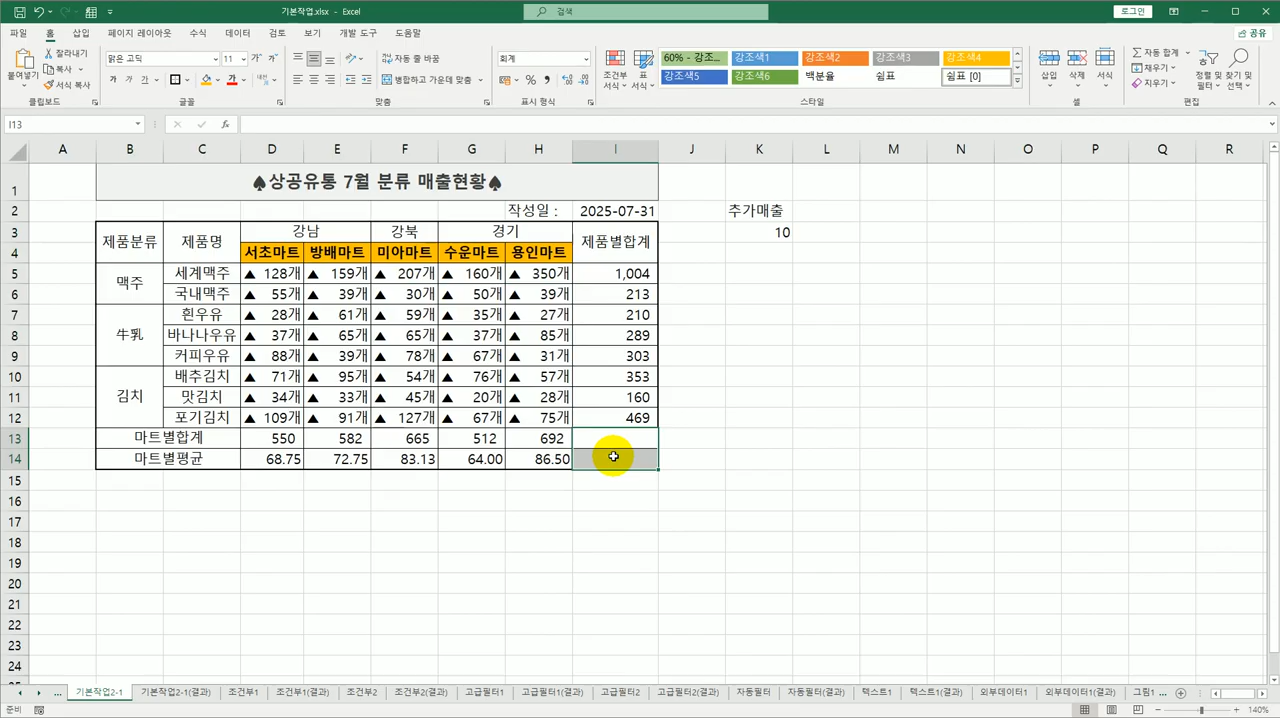 기본작업.xlsx - Excel
검색
로그인
파일 홈 삽입 페이지 레이아웃 수식 데이터 검토 보기 개발 도구 도움말
공유
잘라내기
복사
서식 복사
붙여넣기
클립보드
맑은 고딕 11
가 가 가
글꼴
자동 줄 바꿈
병합하고 가운데 맞춤
맞춤
회계
표시 형식
조건부 서식
표 서식
60% - 강조... 강조색1 강조색2 강조색3 강조색4
강조색5 강조색6 백분율 쉼표 쉼표 [0]
스타일
삽입 삭제 서식
셀
자동 합계
채우기
지우기
정렬 및 필터
찾기 및 선택
편집
I13
A B C D E F G H I J K L M N O P Q R
1 ♠상공유통 7월 분류 매출현황♠
2 작성일 : 2025-07-31 추가매출
3 제품분류 제품명 강남 강북 경기 제품별합계 10
4 서초마트 방배마트 미아마트 수운마트 용인마트
5 맥주 세계맥주 ▲ 128개 ▲ 159개 ▲ 207개 ▲ 160개 ▲ 350개 1,004
6 국내맥주 ▲ 55개 ▲ 39개 ▲ 30개 ▲ 50개 ▲ 39개 213
7 흰우유 ▲ 28개 ▲ 61개 ▲ 59개 ▲ 35개 ▲ 27개 210
8 牛乳 바나나우유 ▲ 37개 ▲ 65개 ▲ 65개 ▲ 37개 ▲ 85개 289
9 커피우유 ▲ 88개 ▲ 39개 ▲ 78개 ▲ 67개 ▲ 31개 303
10 배추김치 ▲ 71개 ▲ 95개 ▲ 54개 ▲ 76개 ▲ 57개 353
11 김치 맛김치 ▲ 34개 ▲ 33개 ▲ 45개 ▲ 20개 ▲ 28개 160
12 포기김치 ▲ 109개 ▲ 91개 ▲ 127개 ▲ 67개 ▲ 75개 469
13 마트별합계 550 582 665 512 692
14 마트별평균 68.75 72.75 83.13 64.00 86.50
15
16
17
18
19
20
21
22
23
24
... 기본작업2-1 기본작업2-1(결과) 조건부1 조건부1(결과) 조건부2 조건부2(결과) 고급필터1 고급필터1(결과) 고급필터2 고급필터2(결과) 자동필터 자동필터(결과) 텍스트1 텍스트1(결과) 외부데이터1 외부데이터1(결과) 그림1 ...
준비
140%